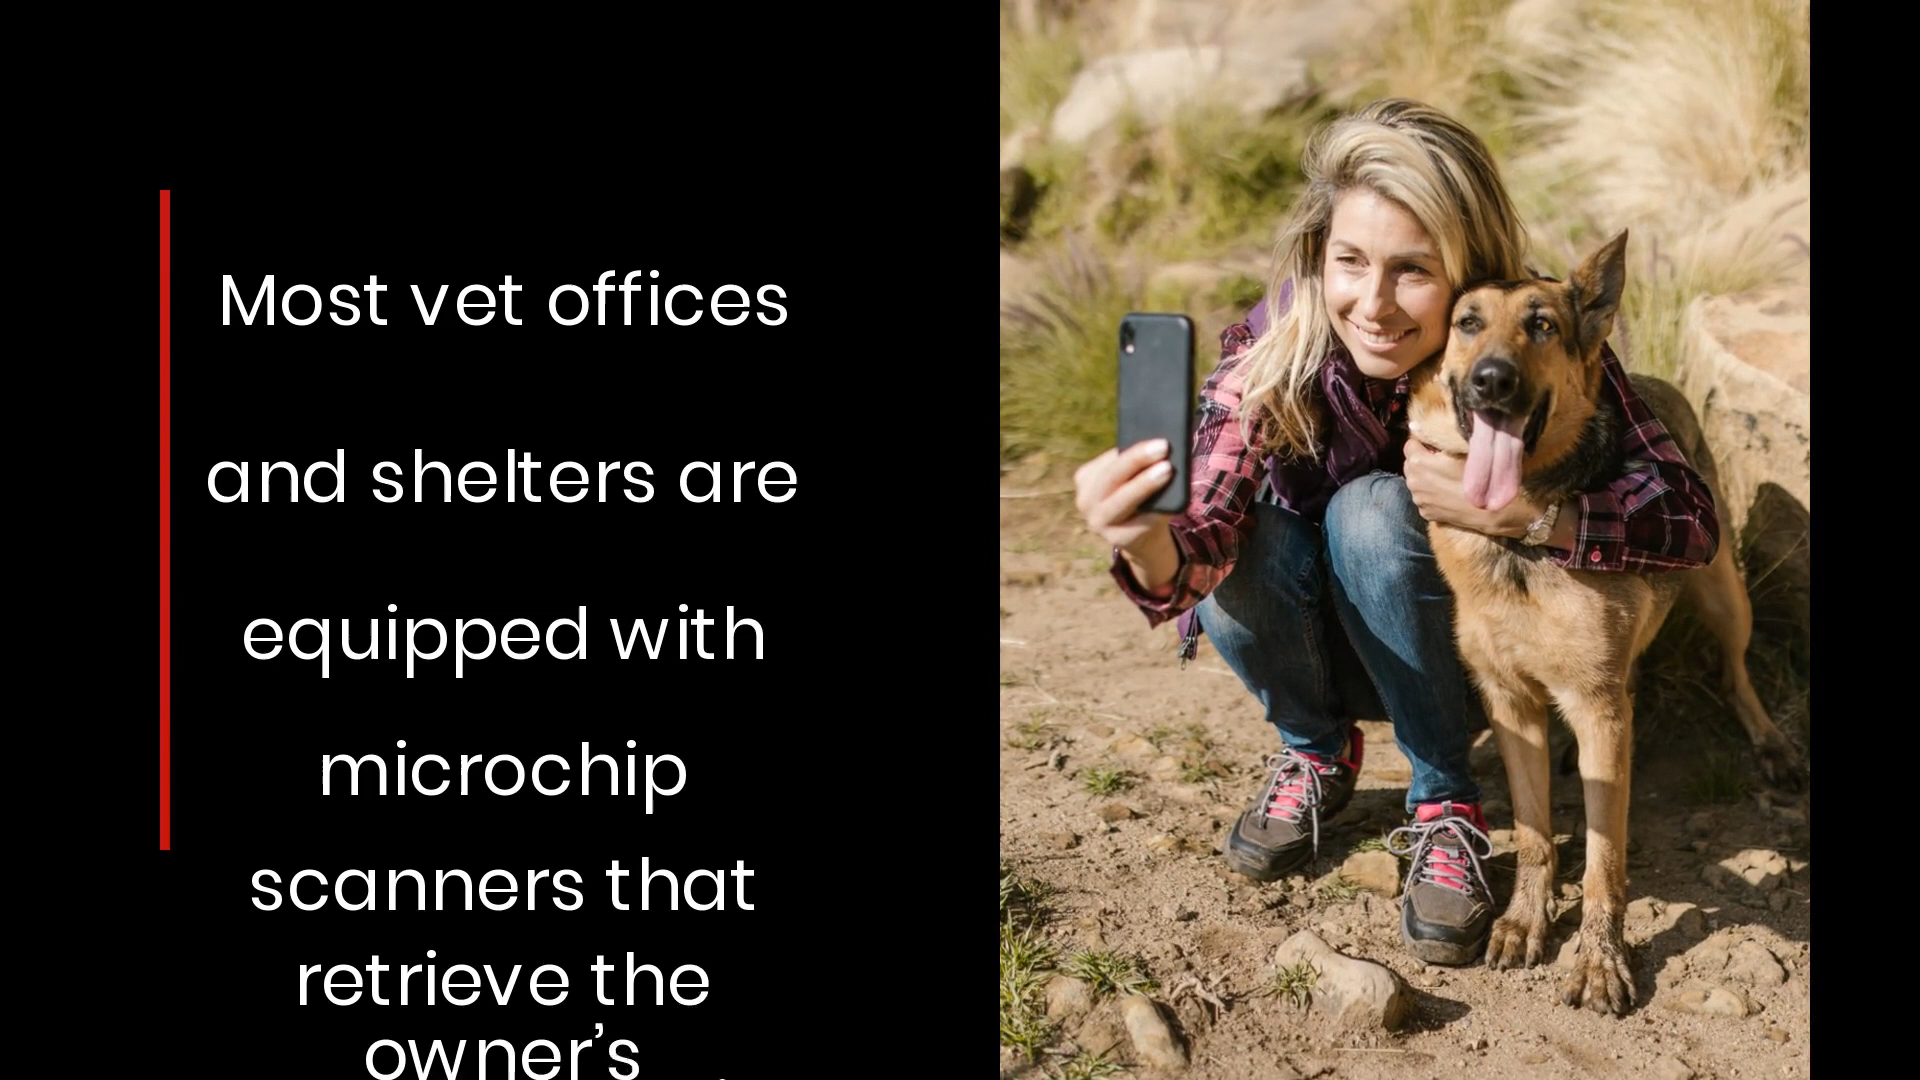 Most vet offices
and shelters are
equipped with
microchip
scanners that
retrieve the
owner’s